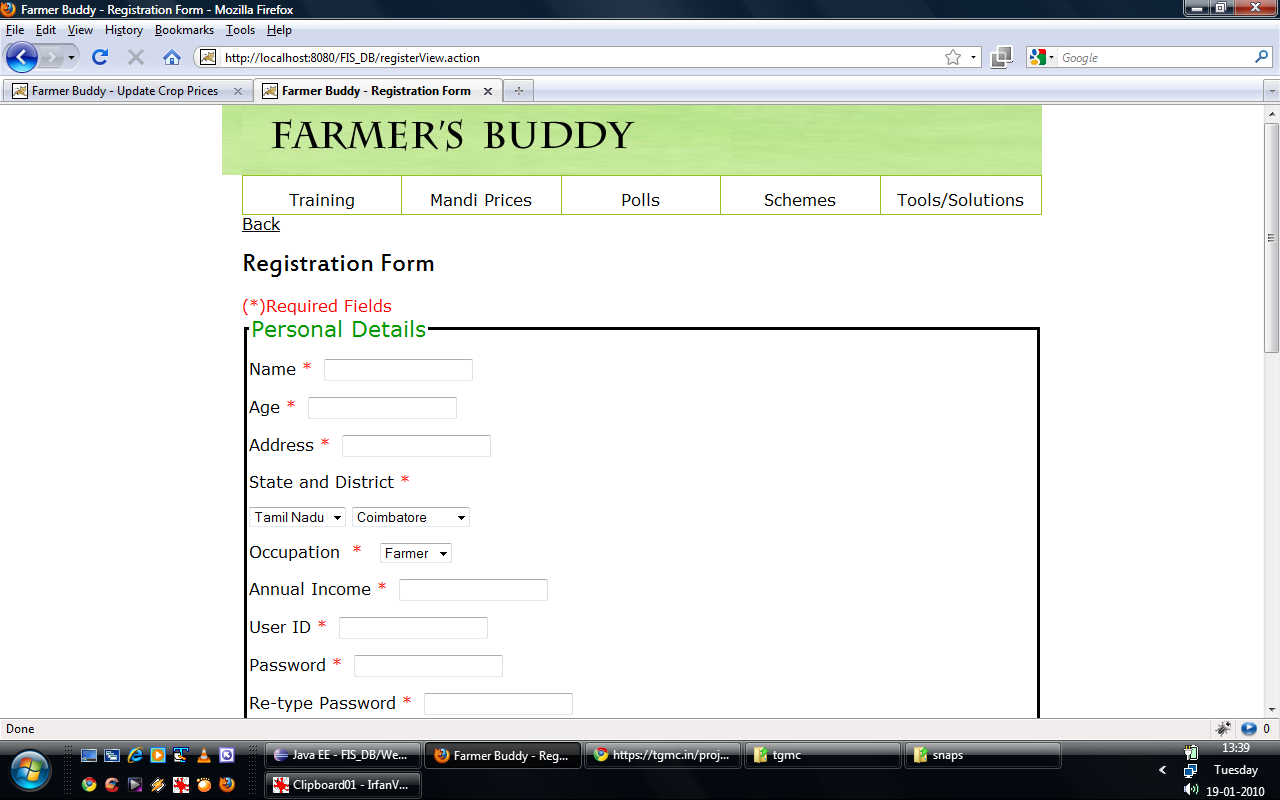 Farmer Buddy - Registration Form - Mozilla Firefox
File Edit View History Bookmarks Tools Help
http://localhost:8080/FIS_DB/registerView.action
Google
Farmer Buddy - Update Crop Prices
Farmer Buddy - Registration Form
FARMER'S BUDDY
Training Mandi Prices Polls Schemes Tools/Solutions
Back
Registration Form
(*)Required Fields
Personal Details
Name *
Age *
Address *
State and District *
Tamil Nadu Coimbatore
Occupation * Farmer
Annual Income *
User ID *
Password *
Re-type Password *
Done 0
Java EE - FIS_DB/We... Farmer Buddy - Reg... https://tgmc.in/proj... tgmc snaps
Clipboard01 - IrfanV...
13:39
Tuesday
19-01-2010